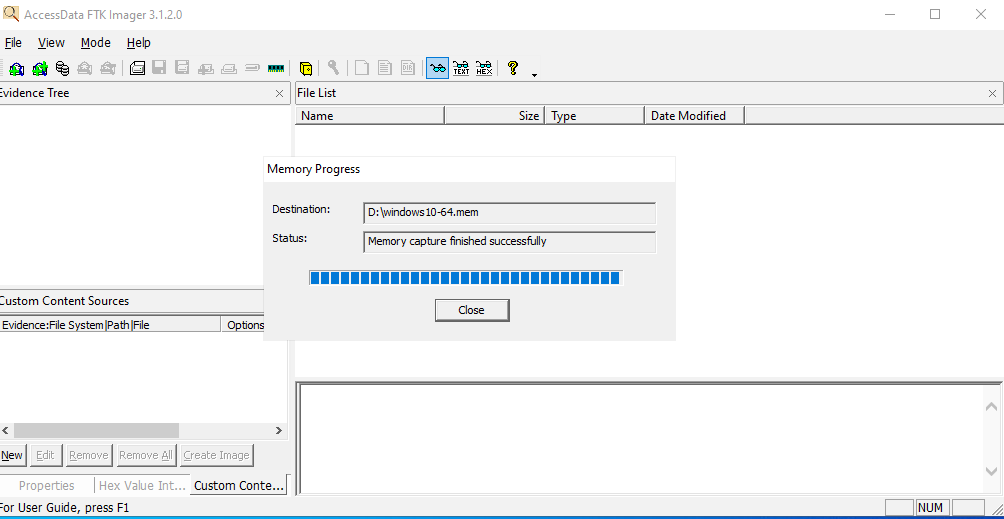 AccessData FTK Imager 3.1.2.0
File View Mode Help
TEXT HEX
Evidence Tree
File List
Name Size Type Date Modified
Memory Progress
Destination: D:\windows10-64.mem
Status: Memory capture finished successfully
Close
Custom Content Sources
Evidence:File System|Path|File Options
New Edit Remove Remove All Create Image
Properties Hex Value Int... Custom Conte...
For User Guide, press F1
NUM